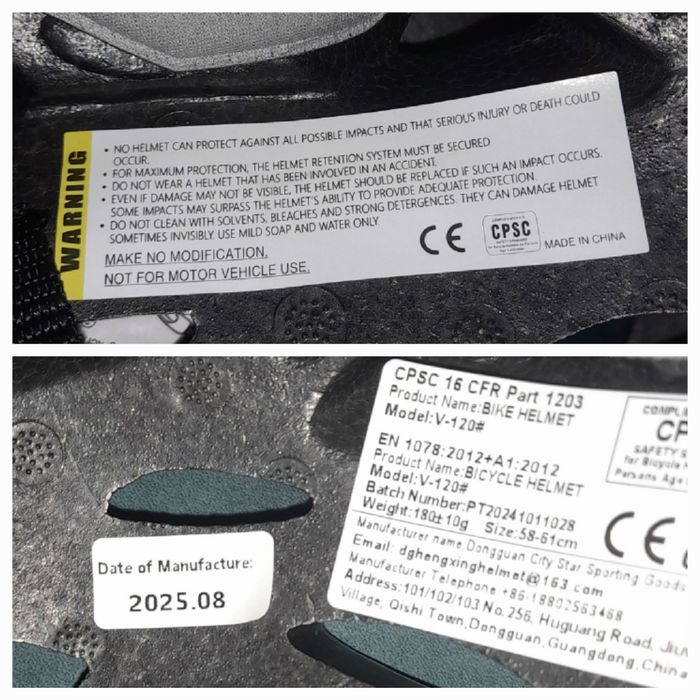 WARNING
• NO HELMET CAN PROTECT AGAINST ALL POSSIBLE IMPACTS AND THAT SERIOUS INJURY OR DEATH COULD
OCCUR.
• FOR MAXIMUM PROTECTION, THE HELMET RETENTION SYSTEM MUST BE SECURED
• DO NOT WEAR A HELMET THAT HAS BEEN INVOLVED IN AN ACCIDENT.
• EVEN IF DAMAGE MAY NOT BE VISIBLE, THE HELMET SHOULD BE REPLACED IF SUCH AN IMPACT OCCURS.
SOME IMPACTS MAY SURPASS THE HELMET'S ABILITY TO PROVIDE ADEQUATE PROTECTION.
• DO NOT CLEAN WITH SOLVENTS, BLEACHES AND STRONG DETERGENCES. THEY CAN DAMAGE HELMET
SOMETIMES INVISIBLY. USE MILD SOAP AND WATER ONLY.
MAKE NO MODIFICATION.
NOT FOR MOTOR VEHICLE USE.
CE
CPSC
MADE IN CHINA
CPSC 16 CFR Part 1203
Product Name:BIKE HELMET
Model:V-120#
EN 1078:2012+A1:2012
Product Name:BICYCLE HELMET
Model:V-120#
Batch Number:PT20241011028
Weight:180±10g Size:58-61cm
Manufacturer name Dongguan City Star Sporting Goods
Email: dghengxinghelmet@163.com
Manufacturer Telephone +86-18802563468
Address:101/102/103 No.256, Huguang Road, Jiuw
Village, Qishi Town,Dongguan,Guangdong,China
COMPLI
CP
SAFETY S
for Bicycle H
Persons Age
CE
Date of Manufacture:
2025.08